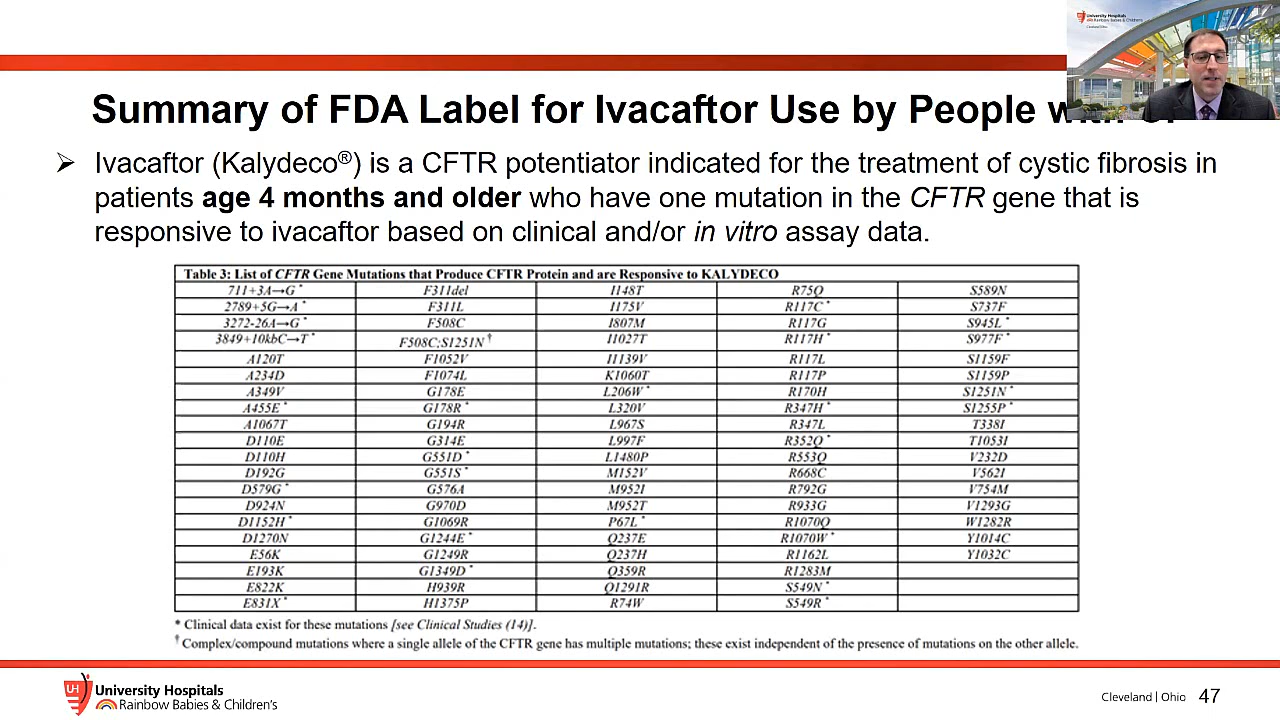 University Hospitals
Rainbow Babies & Children's
Summary of FDA Label for Ivacaftor Use by People
➢ Ivacaftor (Kalydeco®) is a CFTR potentiator indicated for the treatment of cystic fibrosis in
patients age 4 months and older who have one mutation in the CFTR gene that is
responsive to ivacaftor based on clinical and/or in vitro assay data.
Table 3: List of CFTR Gene Mutations that Produce CFTR Protein and are Responsive to KALYDECO
711+3A→G * F311del I148T R75Q S589N
2789+5G→A * F311L I175V R117C * S737F
3272-26A→G * F508C I807M R117G S945L *
3849+10kbC→T * F508C;S1251N † I1027T R117H * S977F *
A120T F1052V I1139V R117L S1159F
A234D F1074L K1060T R117P S1159P
A349V G178E L206W * R170H S1251N *
A455E * G178R * L320V R347H * S1255P *
A1067T G194R L967S R347L T338I
D110E G314E L997F R352Q * T1053I
D110H G551D * L1480P R553Q V232D
D192G G551S * M152V R668C V562I
D579G * G576A M952I R792G V754M
D924N G970D M952T R933G V1293G
D1152H * G1069R P67L * R1070Q W1282R
D1270N G1244E * Q237E R1070W * Y1014C
E56K G1249R Q237H R1162L Y1032C
E193K G1349D * Q359R R1283M
E822K H939R Q1291R S549N *
E831X * H1375P R74W S549R *
* Clinical data exist for these mutations [see Clinical Studies (14)].
† Complex/compound mutations where a single allele of the CFTR gene has multiple mutations; these exist independent of the presence of mutations on the other allele.
UH University Hospitals
Rainbow Babies & Children's
Cleveland | Ohio 47